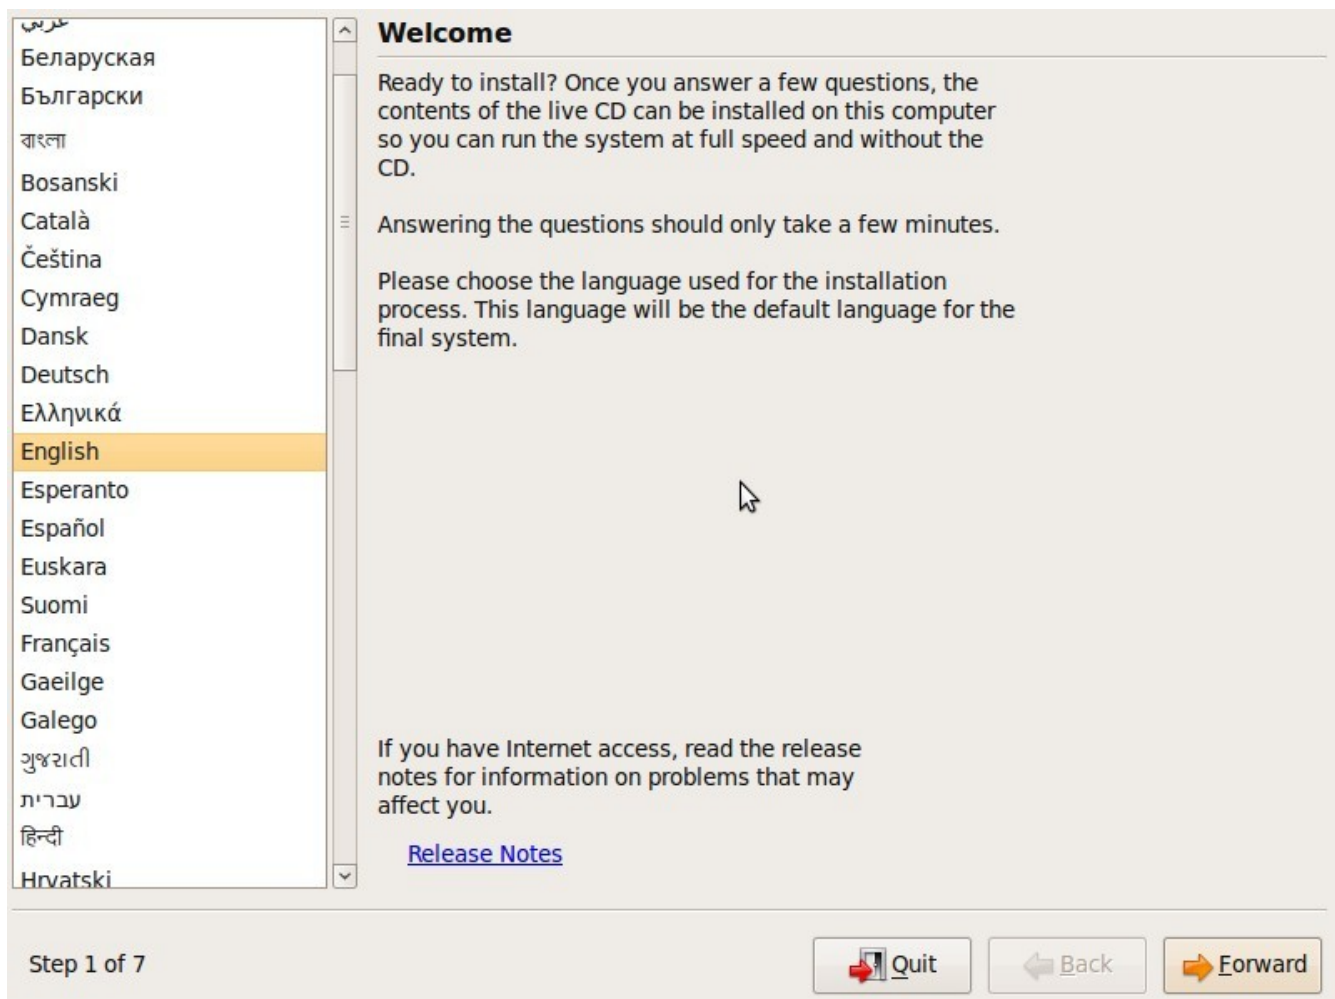 عربي
Беларуская
Български
বাংলা
Bosanski
Català
Čeština
Cymraeg
Dansk
Deutsch
Ελληνικά
English
Esperanto
Español
Euskara
Suomi
Français
Gaeilge
Galego
ગુજરાતી
עברית
हिन्दी
Hrvatski
Welcome
Ready to install? Once you answer a few questions, the
contents of the live CD can be installed on this computer
so you can run the system at full speed and without the
CD.
Answering the questions should only take a few minutes.
Please choose the language used for the installation
process. This language will be the default language for the
final system.
If you have Internet access, read the release
notes for information on problems that may
affect you.
Release Notes
Step 1 of 7
Quit
Back
Forward